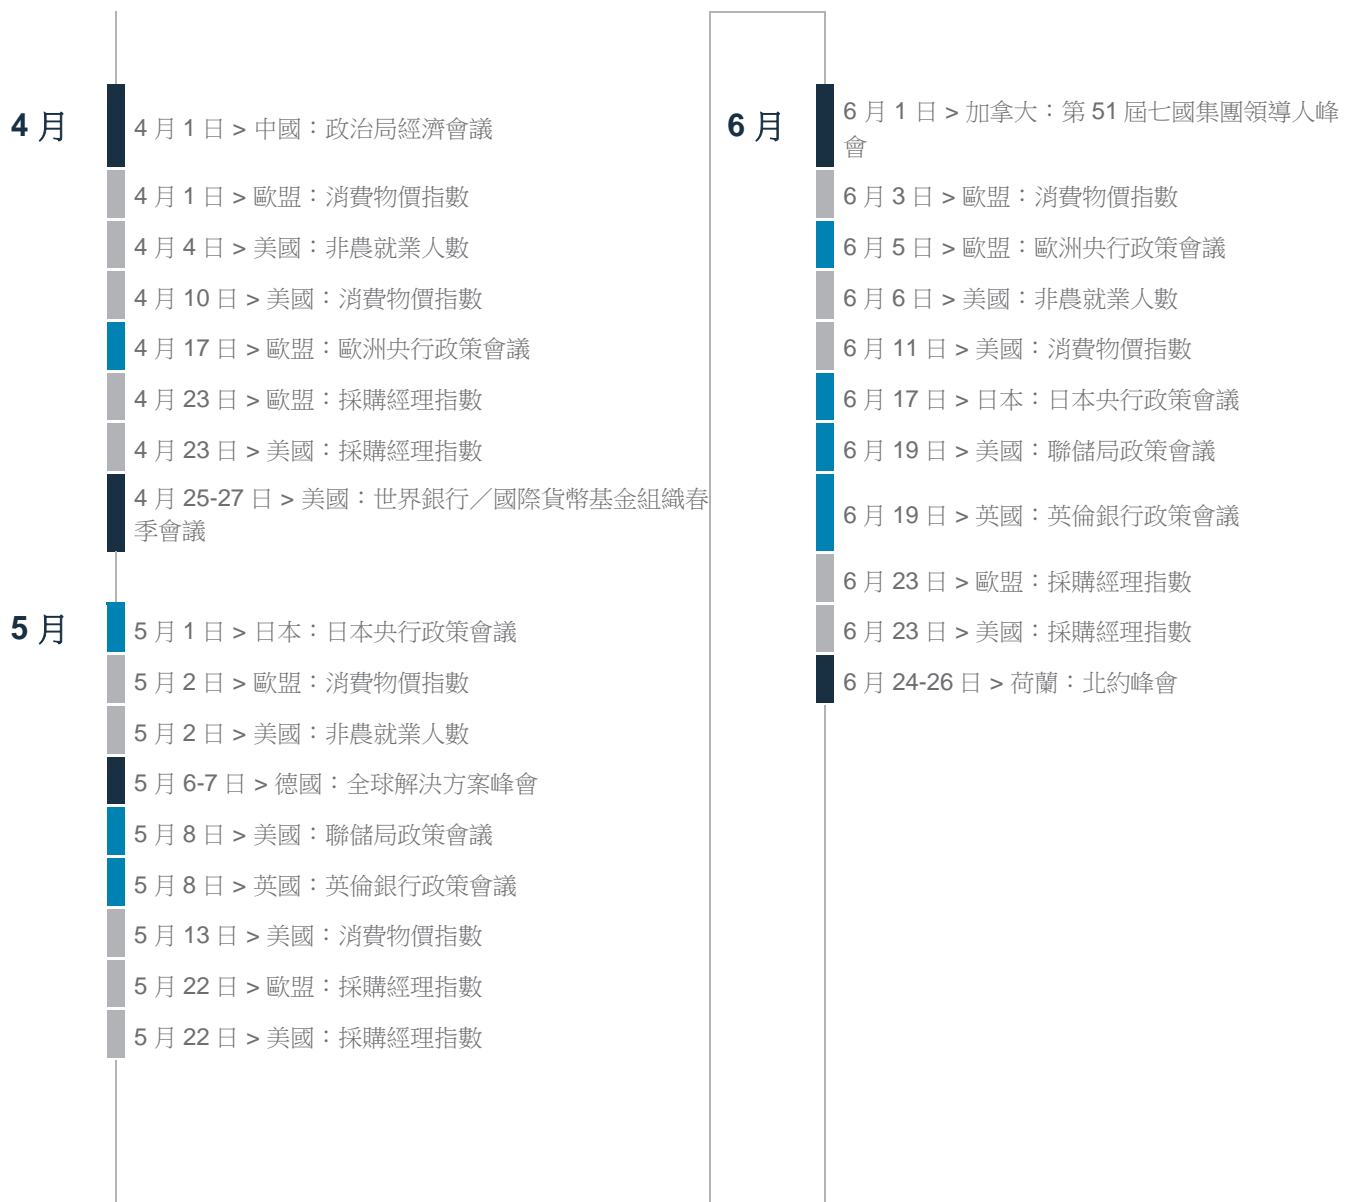 4 月
4 月 1 日 > 中國：政治局經濟會議
4 月 1 日 > 歐盟：消費物價指數
4 月 4 日 > 美國：非農就業人數
4 月 10 日 > 美國：消費物價指數
4 月 17 日 > 歐盟：歐洲央行政策會議
4 月 23 日 > 歐盟：採購經理指數
4 月 23 日 > 美國：採購經理指數
4 月 25-27 日 > 美國：世界銀行／國際貨幣基金組織春
季會議
5 月
5 月 1 日 > 日本：日本央行政策會議
5 月 2 日 > 歐盟：消費物價指數
5 月 2 日 > 美國：非農就業人數
5 月 6-7 日 > 德國：全球解決方案峰會
5 月 8 日 > 美國：聯儲局政策會議
5 月 8 日 > 英國：英倫銀行政策會議
5 月 13 日 > 美國：消費物價指數
5 月 22 日 > 歐盟：採購經理指數
5 月 22 日 > 美國：採購經理指數
6 月
6 月 1 日 > 加拿大：第 51 屆七國集團領導人峰
會
6 月 3 日 > 歐盟：消費物價指數
6 月 5 日 > 歐盟：歐洲央行政策會議
6 月 6 日 > 美國：非農就業人數
6 月 11 日 > 美國：消費物價指數
6 月 17 日 > 日本：日本央行政策會議
6 月 19 日 > 美國：聯儲局政策會議
6 月 19 日 > 英國：英倫銀行政策會議
6 月 23 日 > 歐盟：採購經理指數
6 月 23 日 > 美國：採購經理指數
6 月 24-26 日 > 荷蘭：北約峰會